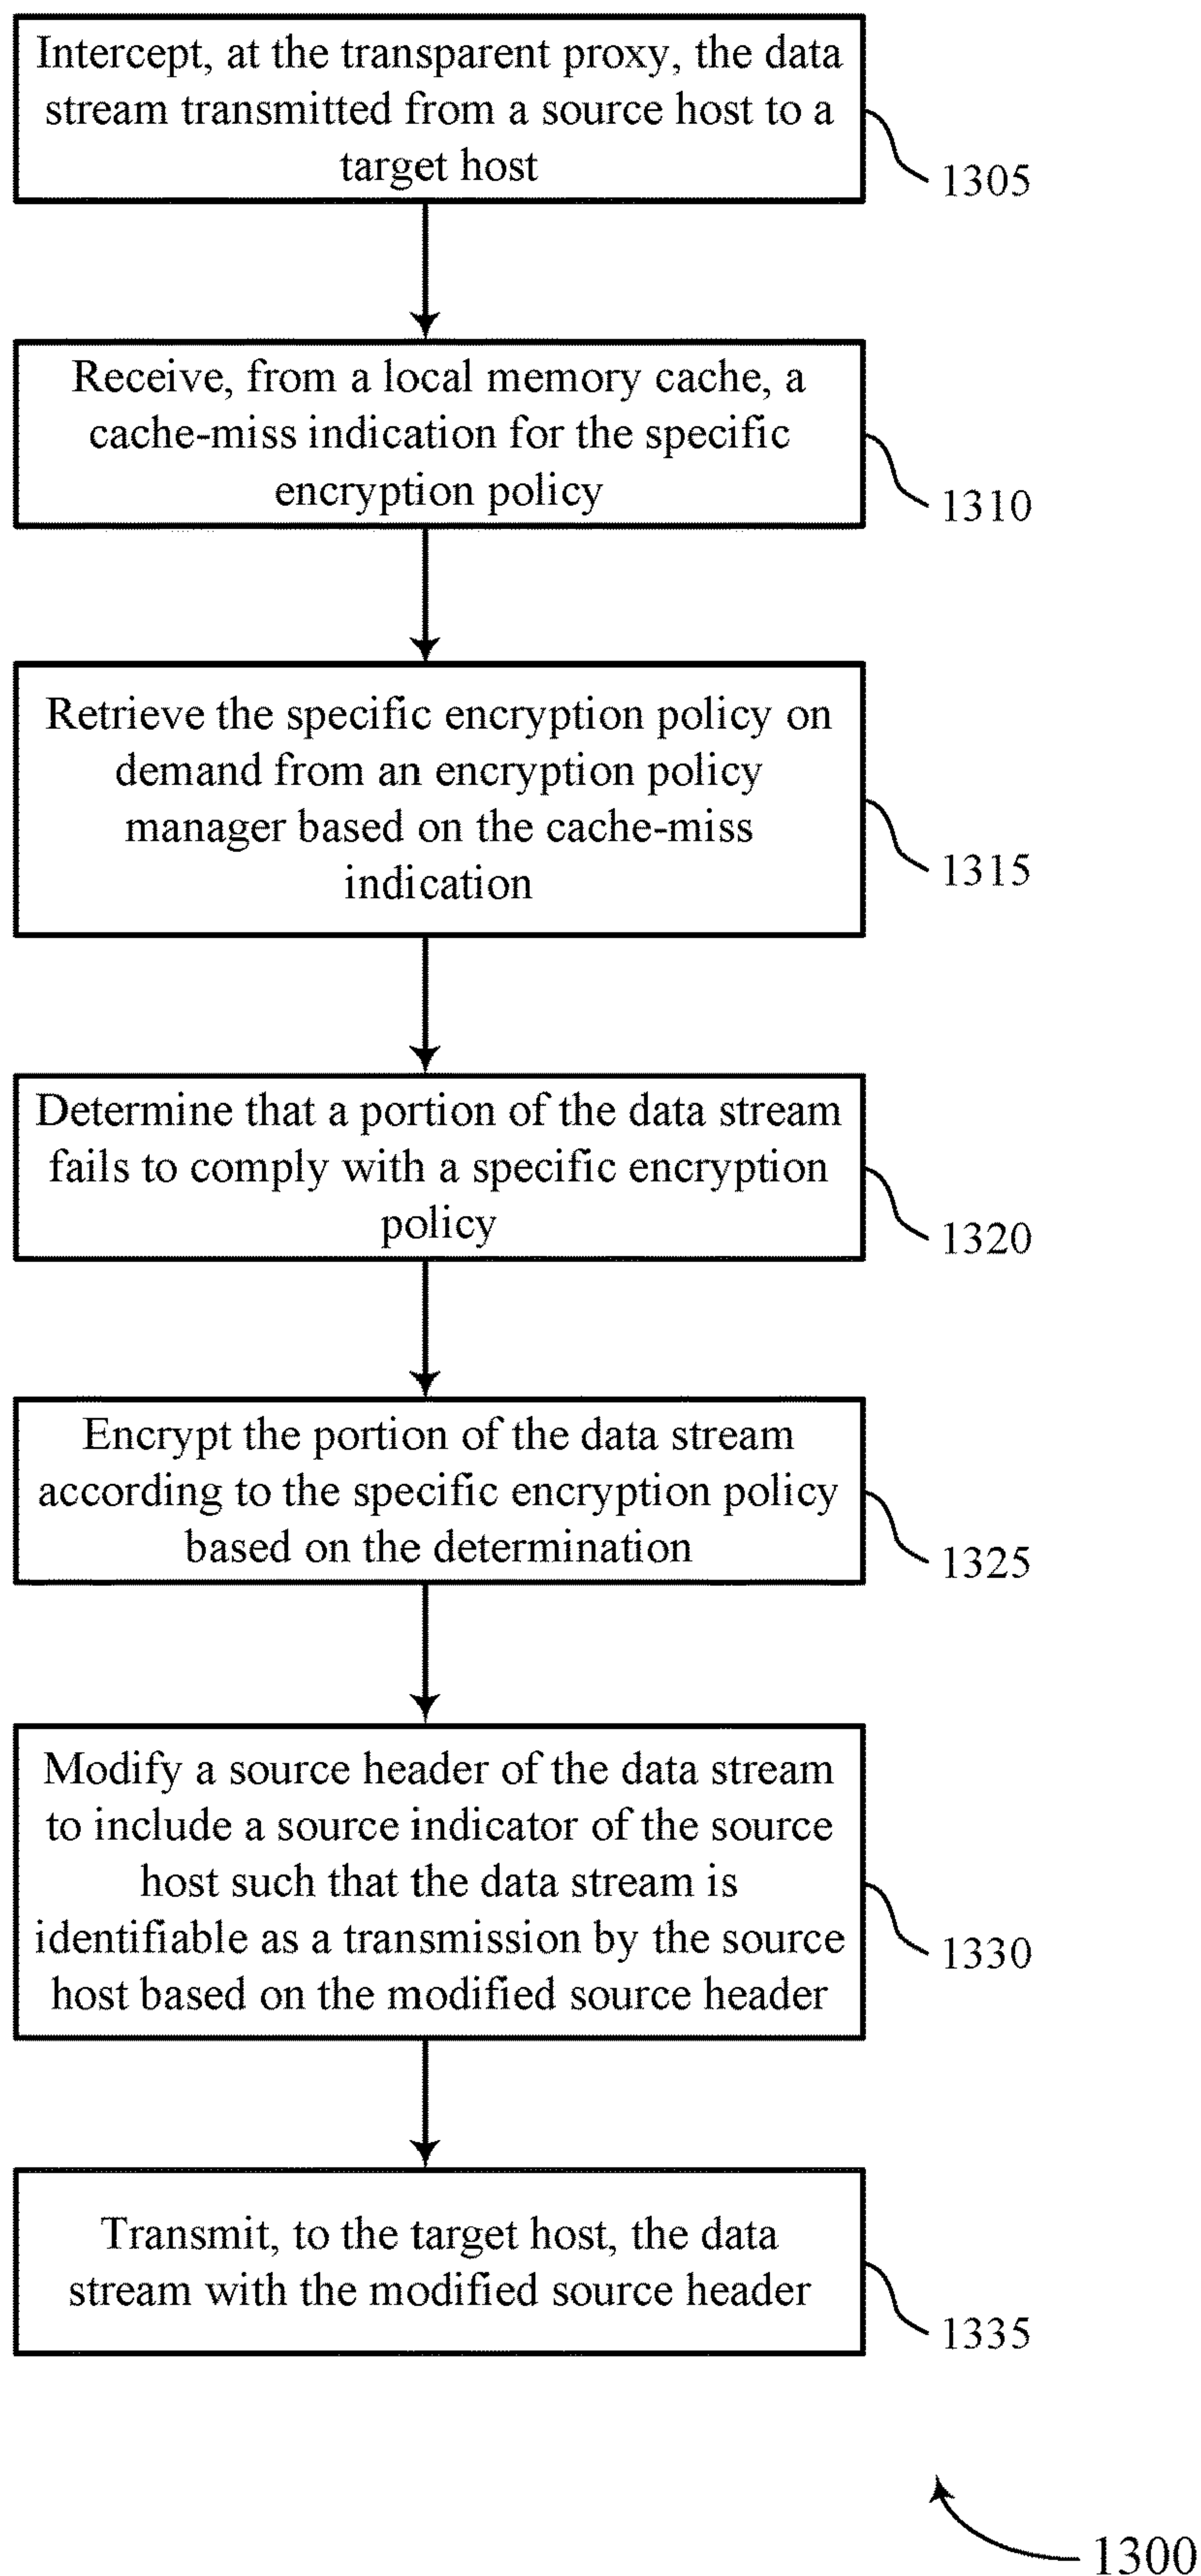 Intercept, at the transparent proxy, the data
stream transmitted from a source host to a
target host
1305
Receive, from a local memory cache, a
cache-miss indication for the specific
encryption policy
1310
Retrieve the specific encryption policy on
demand from an encryption policy
manager based on the cache-miss
indication
1315
Determine that a portion of the data stream
fails to comply with a specific encryption
policy
1320
Encrypt the portion of the data stream
according to the specific encryption policy
based on the determination
1325
Modify a source header of the data stream
to include a source indicator of the source
host such that the data stream is
identifiable as a transmission by the source
host based on the modified source header
1330
Transmit, to the target host, the data
stream with the modified source header
1335
1300